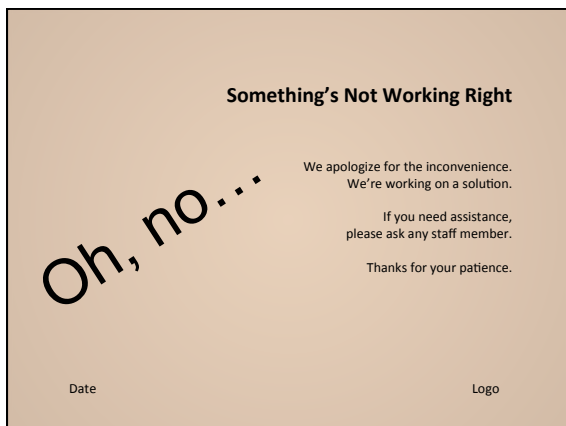 Something's Not Working Right
Oh, no...
We apologize for the inconvenience.
We're working on a solution.
If you need assistance,
please ask any staff member.
Thanks for your patience.
Date
Logo